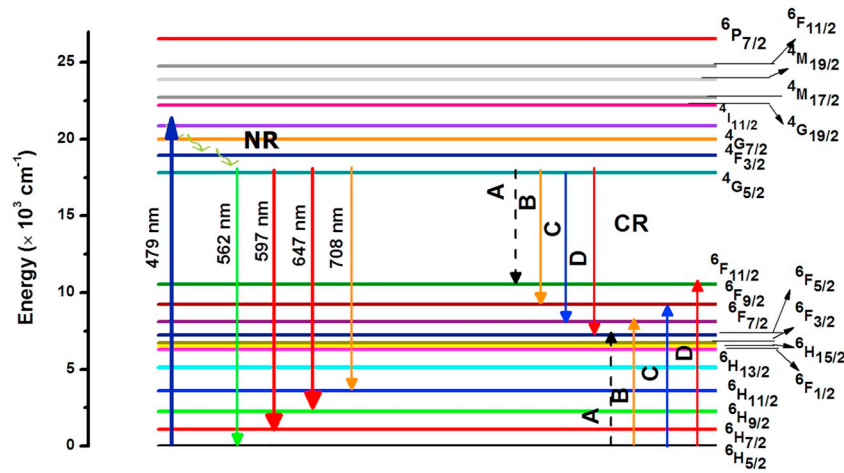 Energy (× 10³ cm⁻¹)
25
20
15
10
5
0
479 nm
NR
562 nm
597 nm
647 nm
708 nm
A
B
C
D
CR
A
B
C
D
⁶P₇/₂
⁶F₁₁/₂
⁴M₁₉/₂
⁴M₁₇/₂
⁴I₁₁/₂
⁴G₁₉/₂
⁴G₇/₂
⁴F₃/₂
⁴G₅/₂
⁶F₁₁/₂
⁶F₉/₂
⁶F₇/₂
⁶F₅/₂
⁶F₃/₂
⁶H₁₅/₂
⁶F₁/₂
⁶H₁₃/₂
⁶H₁₁/₂
⁶H₉/₂
⁶H₇/₂
⁶H₅/₂